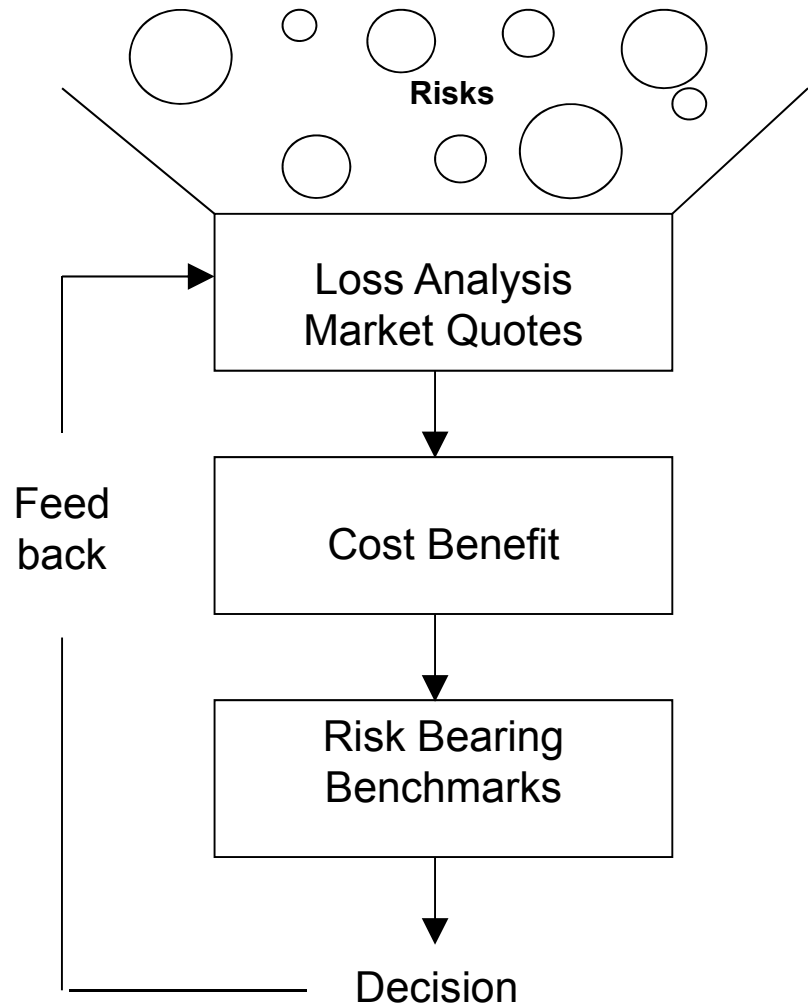 Risks
Loss Analysis
Market Quotes
Feed
back
Cost Benefit
Risk Bearing
Benchmarks
Decision